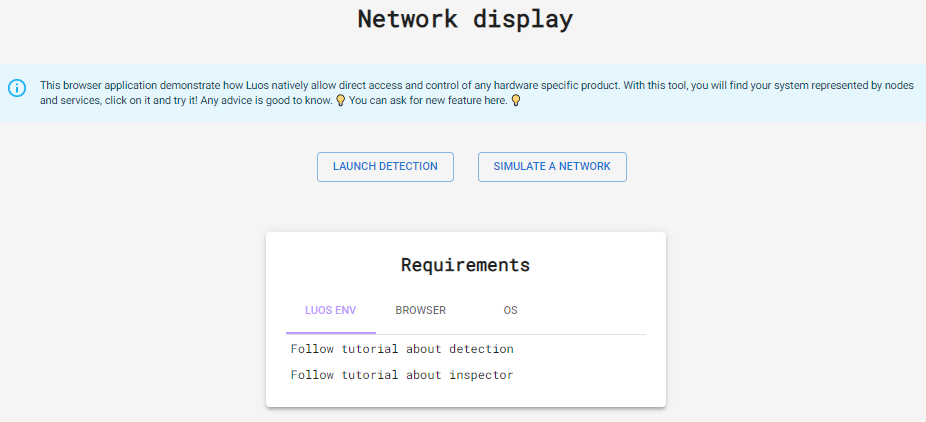 Network display
This browser application demonstrate how Luos natively allow direct access and control of any hardware specific product. With this tool, you will find your system represented by nodes
and services, click on it and try it! Any advice is good to know. 💡 You can ask for new feature here. 💡
LAUNCH DETECTION SIMULATE A NETWORK
Requirements
LUOS ENV BROWSER OS
Follow tutorial about detection
Follow tutorial about inspector